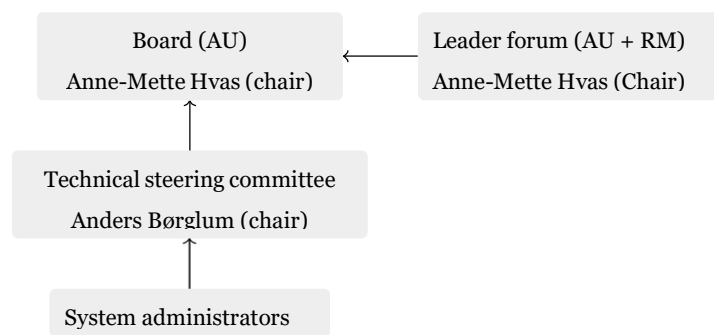 Board (AU)
Anne-Mette Hvas (chair)
Leader forum (AU + RM)
Anne-Mette Hvas (Chair)
Technical steering committee
Anders Børglum (chair)
System administrators